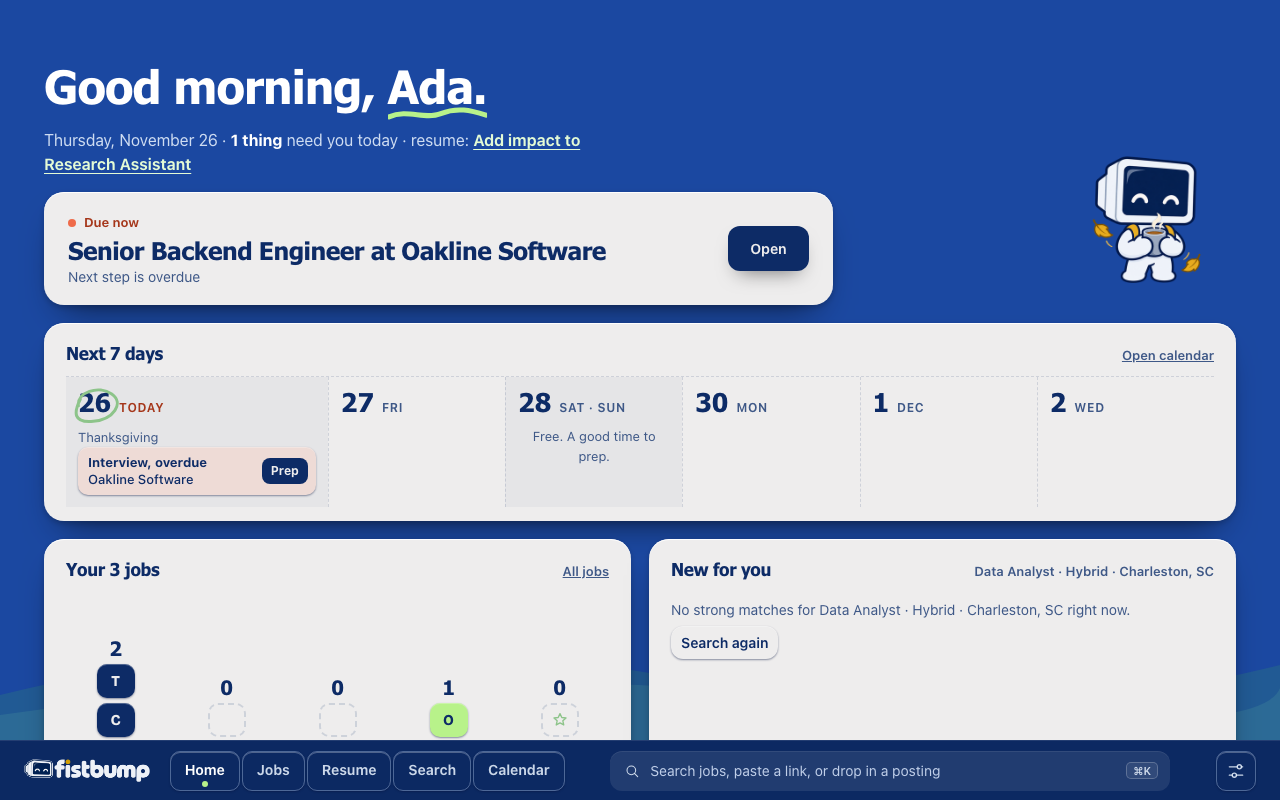 Good morning, Ada.
Thursday, November 26 · 1 thing need you today · resume: Add impact to
Research Assistant
Due now
Senior Backend Engineer at Oakline Software
Next step is overdue
Open
Next 7 days
Open calendar
26 TODAY
Thanksgiving
Interview, overdue
Oakline Software
Prep
27 FRI
28 SAT · SUN
Free. A good time to
prep.
30 MON
1 DEC
2 WED
Your 3 jobs
All jobs
2
T
C
0
0
1
O
0
New for you
Data Analyst · Hybrid · Charleston, SC
No strong matches for Data Analyst · Hybrid · Charleston, SC right now.
Search again
fistbump
Home
Jobs
Resume
Search
Calendar
Search jobs, paste a link, or drop in a posting
⌘K